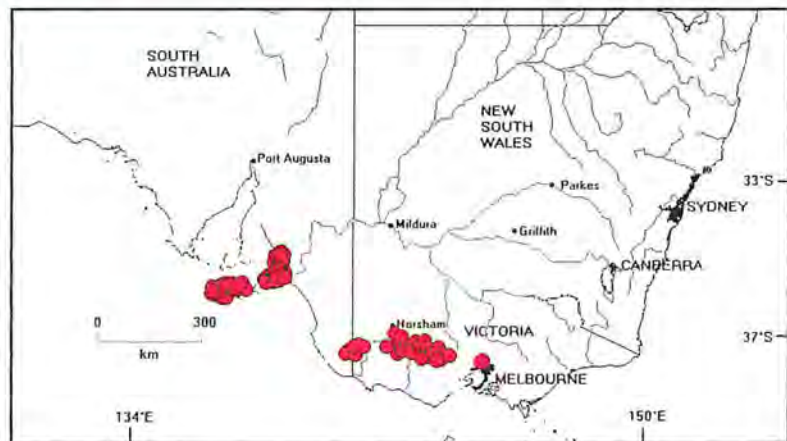 SOUTH
AUSTRALIA
NEW
SOUTH
WALES
Port Augusta
33°S
Parkes
SYDNEY
Mildura
Griffith
CANBERRA
0 300
km
Horsham
VICTORIA
37°S
MELBOURNE
134°E
150°E